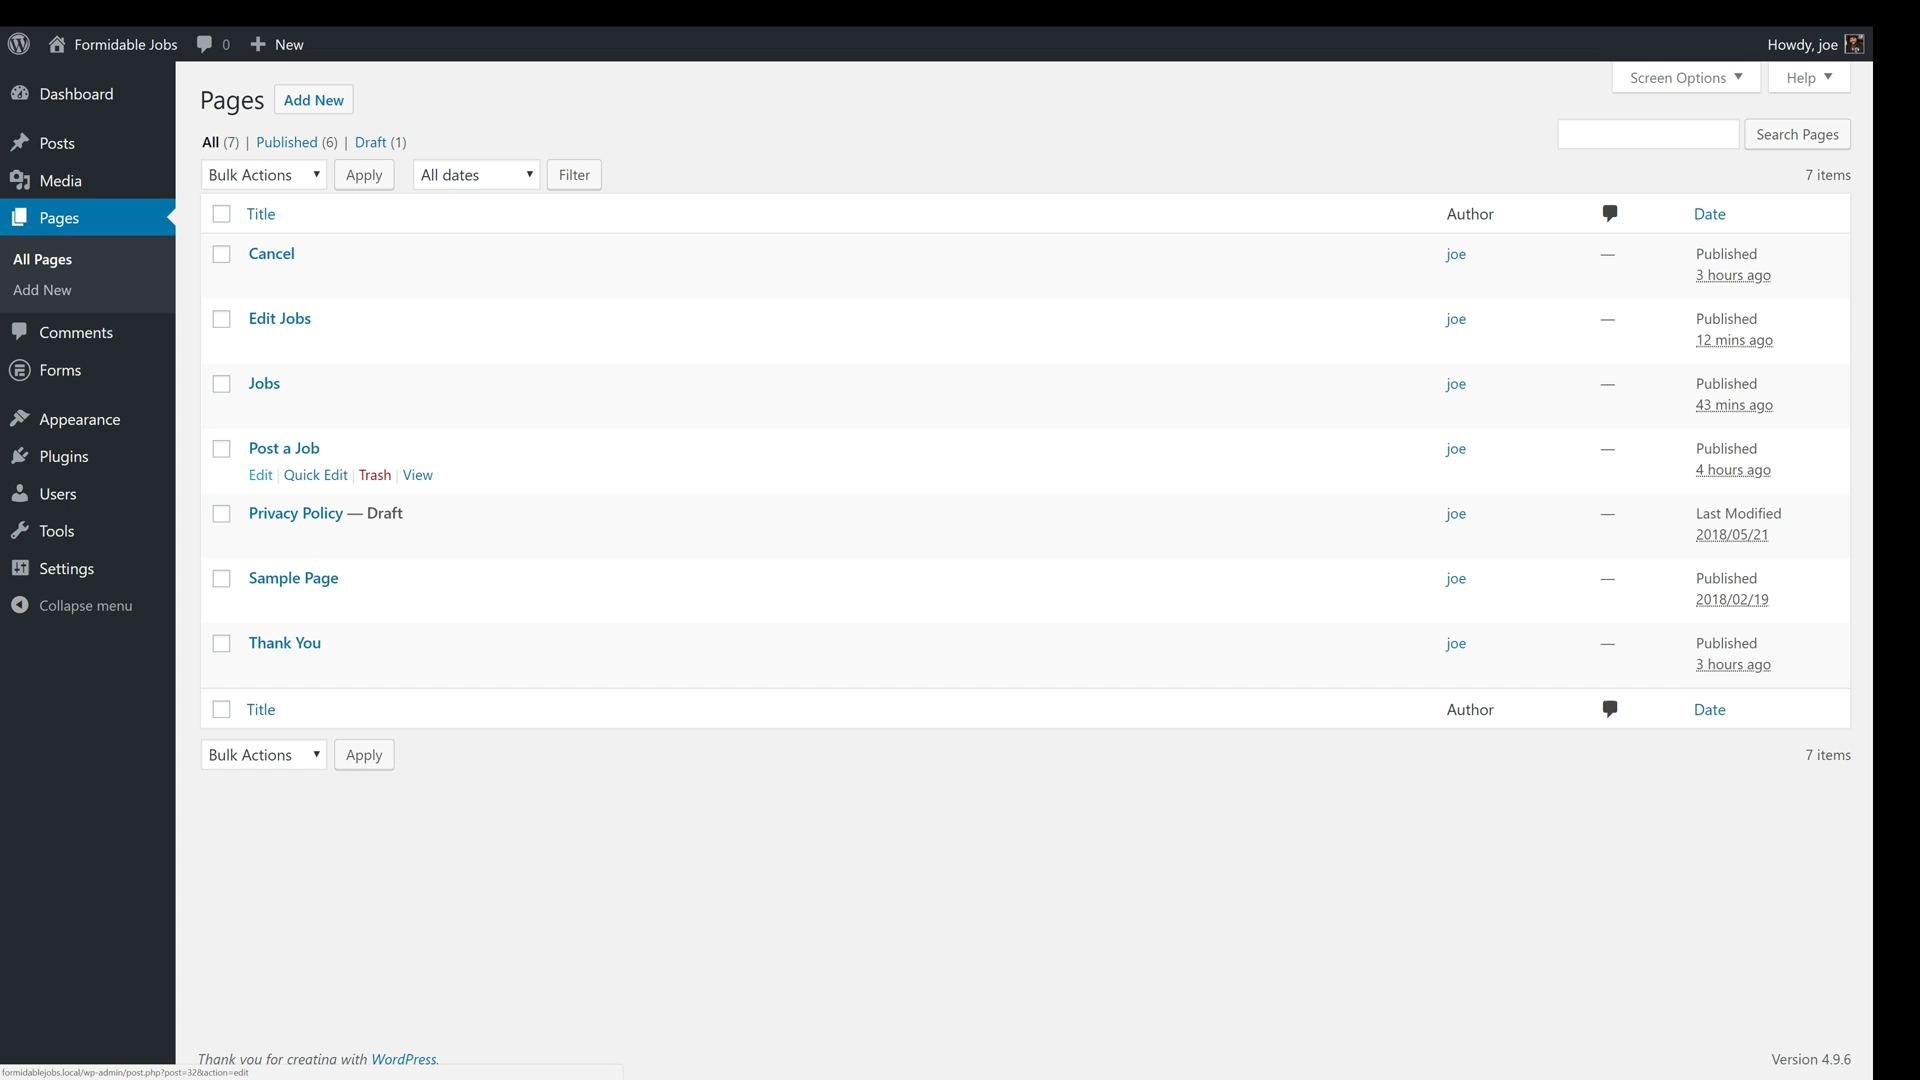 Formidable Jobs 0 New Howdy, joe
Screen Options Help
Dashboard
Posts
Media
Pages
All Pages
Add New
Comments
Forms
Appearance
Plugins
Users
Tools
Settings
Collapse menu
Pages Add New
All (7) | Published (6) | Draft (1)
Search Pages
Bulk Actions Apply All dates Filter 7 items
Title Author Date
Cancel joe — Published
3 hours ago
Edit Jobs joe — Published
12 mins ago
Jobs joe — Published
43 mins ago
Post a Job joe — Published
Edit | Quick Edit | Trash | View 4 hours ago
Privacy Policy — Draft joe — Last Modified
2018/05/21
Sample Page joe — Published
2018/02/19
Thank You joe — Published
3 hours ago
Title Author Date
Bulk Actions Apply 7 items
Thank you for creating with WordPress. Version 4.9.6
formidablejobs.local/wp-admin/post.php?post=32&action=edit